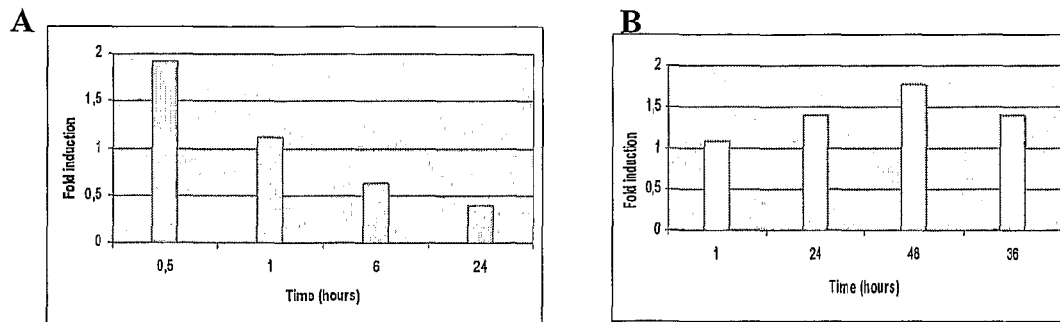 A
Fold induction
2
1,5
1
0,5
0
0,5 1 6 24
Time (hours)
B
Fold induction
2
1,5
1
0,5
0
1 24 48 36
Time (hours)